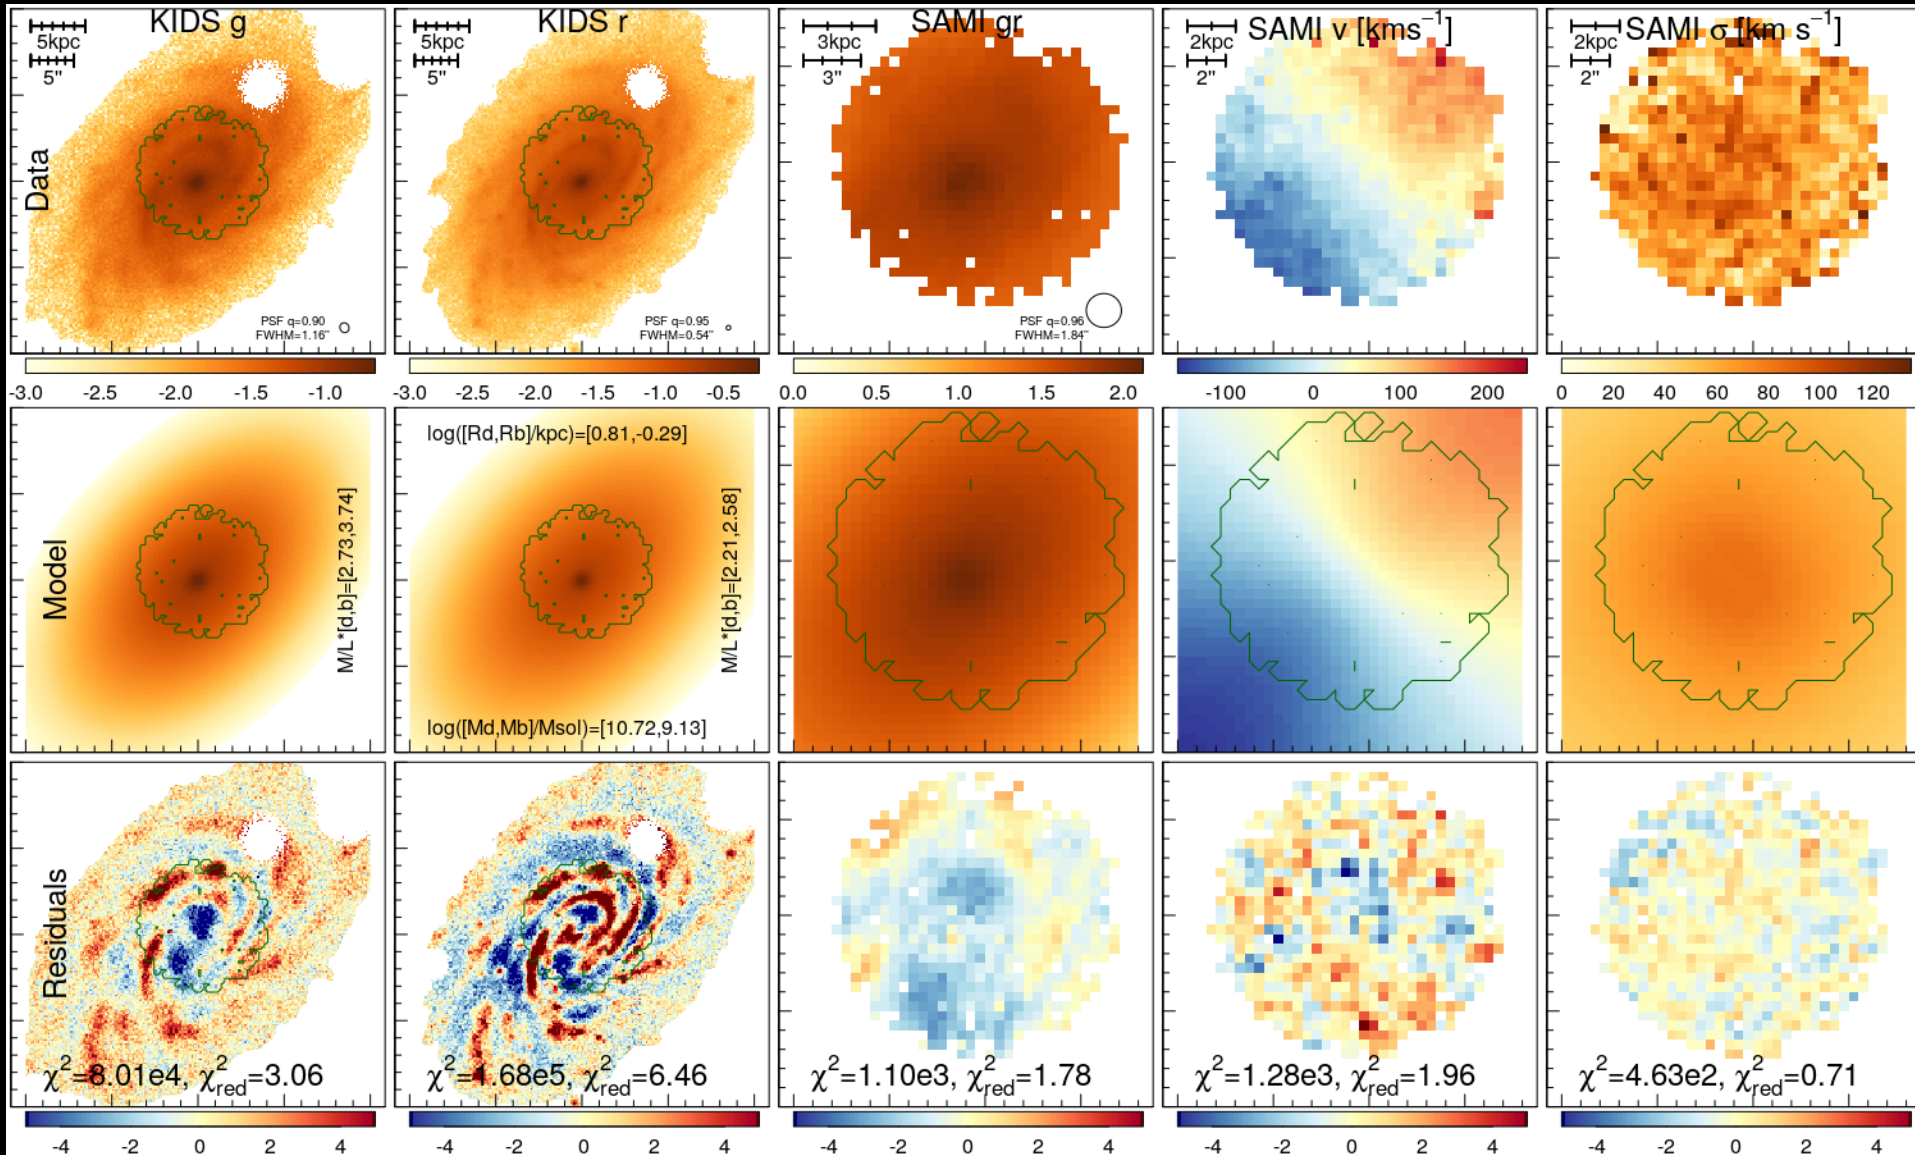 KIDS g
5kpc
5"
Data
PSF q=0.90
FWHM=1.16"
-3.0 -2.5 -2.0 -1.5 -1.0
KIDS r
5kpc
5"
PSF q=0.95
FWHM=0.54"
-3.0 -2.5 -2.0 -1.5 -1.0 -0.5
SAMI gr
3kpc
3"
PSF q=0.96
FWHM=1.84"
0.0 0.5 1.0 1.5 2.0
SAMI v [kms⁻¹]
2kpc
2"
-100 0 100 200
SAMI σ [km s⁻¹]
2kpc
2"
0 20 40 60 80 100 120
Model
M/L*[d,b]=[2.73,3.74]
log([Rd,Rb]/kpc)=[0.81,-0.29]
M/L*[d,b]=[2.21,2.58]
log([Md,Mb]/Msol)=[10.72,9.13]
Residuals
χ²=8.01e4, χ²red=3.06
-4 -2 0 2 4
χ²=1.68e5, χ²red=6.46
-4 -2 0 2 4
χ²=1.10e3, χ²red=1.78
-4 -2 0 2 4
χ²=1.28e3, χ²red=1.96
-4 -2 0 2 4
χ²=4.63e2, χ²red=0.71
-4 -2 0 2 4